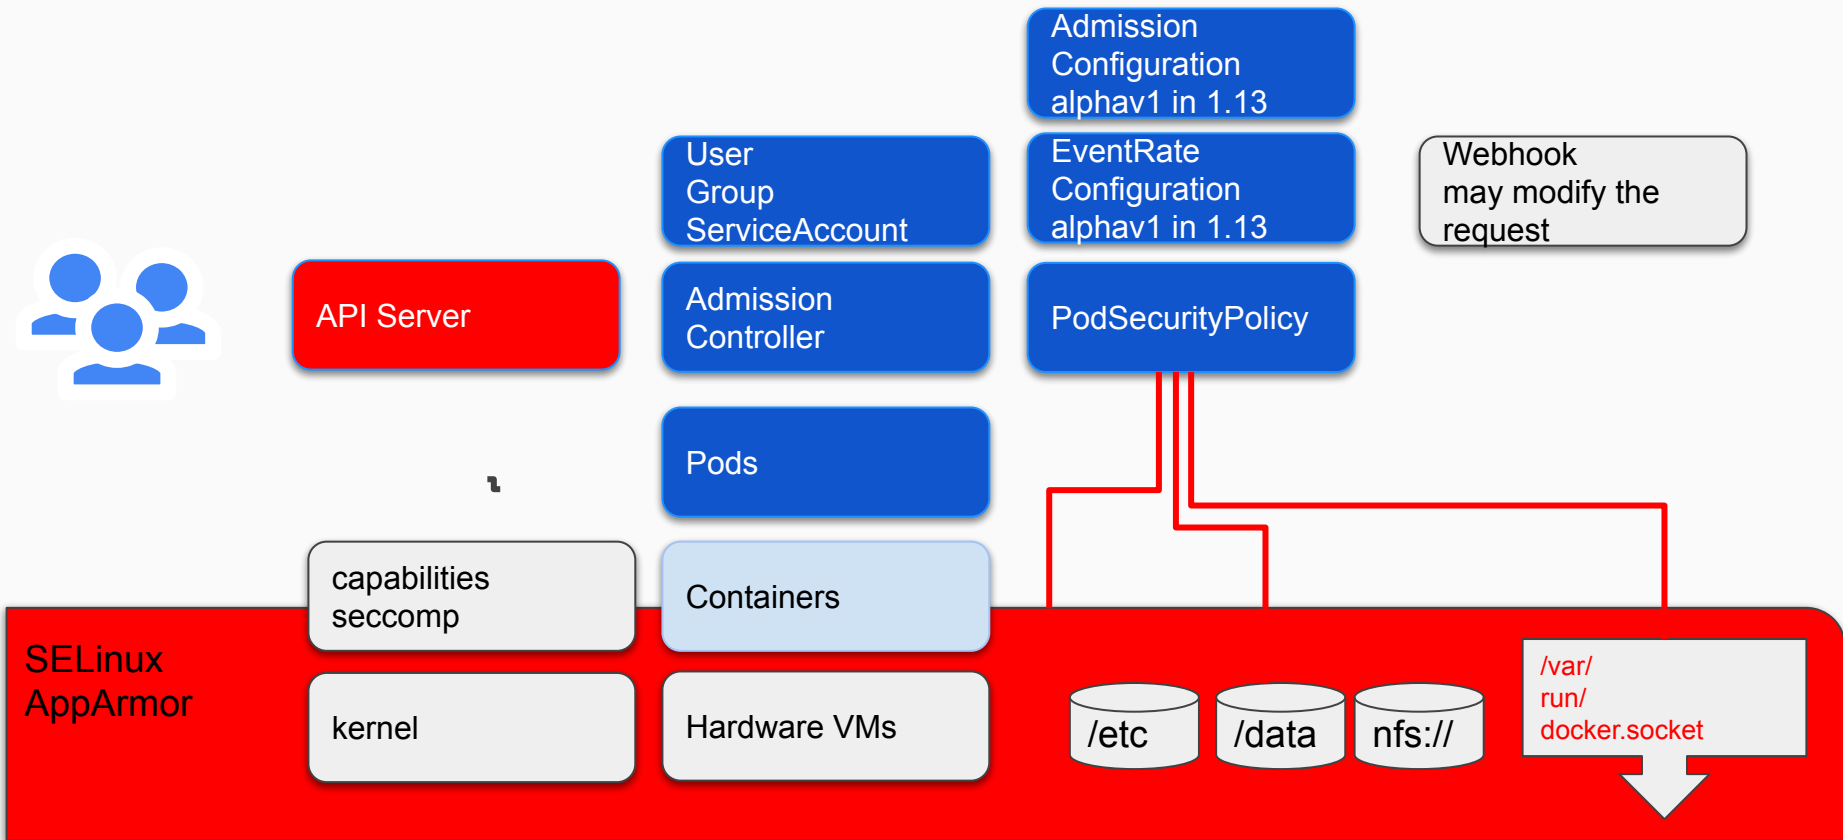 Admission
Configuration
alphav1 in 1.13
User
Group
ServiceAccount
EventRate
Configuration
alphav1 in 1.13
Webhook
may modify the
request
API Server
Admission
Controller
PodSecurityPolicy
Pods
capabilities
seccomp
Containers
SELinux
AppArmor
kernel
Hardware VMs
/etc
/data
nfs://
/var/
run/
docker.socket